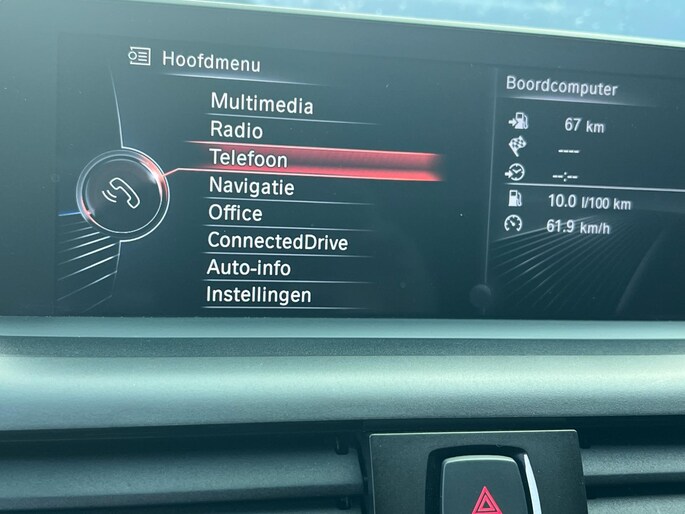 Hoofdmenu
Multimedia
Radio
Telefoon
Navigatie
Office
ConnectedDrive
Auto-info
Instellingen
Boordcomputer
67 km
----
--:--
10.0 l/100 km
61.9 km/h